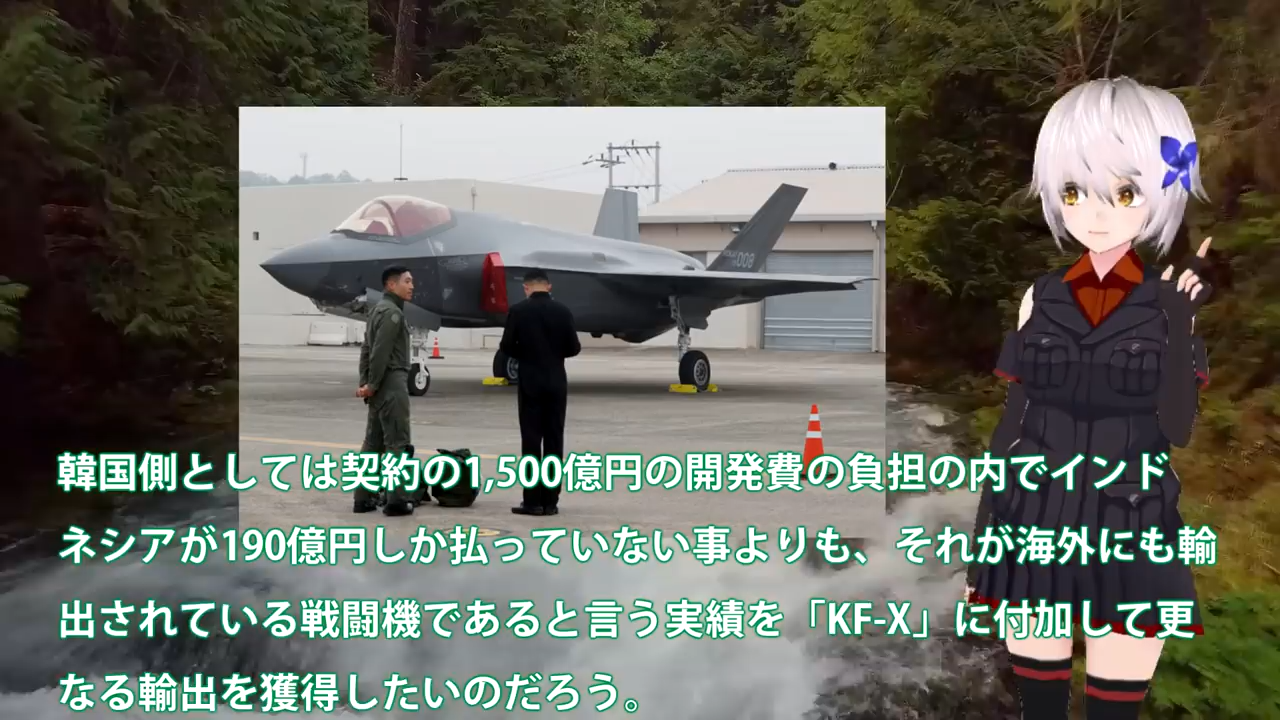 韓国側としては契約の1,500億円の開発費の負担の内でインド
ネシアが190億円しか払っていない事よりも、それが海外にも輸
出されている戦闘機であると言う実績を「KF-X」に付加して更
なる輸出を獲得したいのだろう。